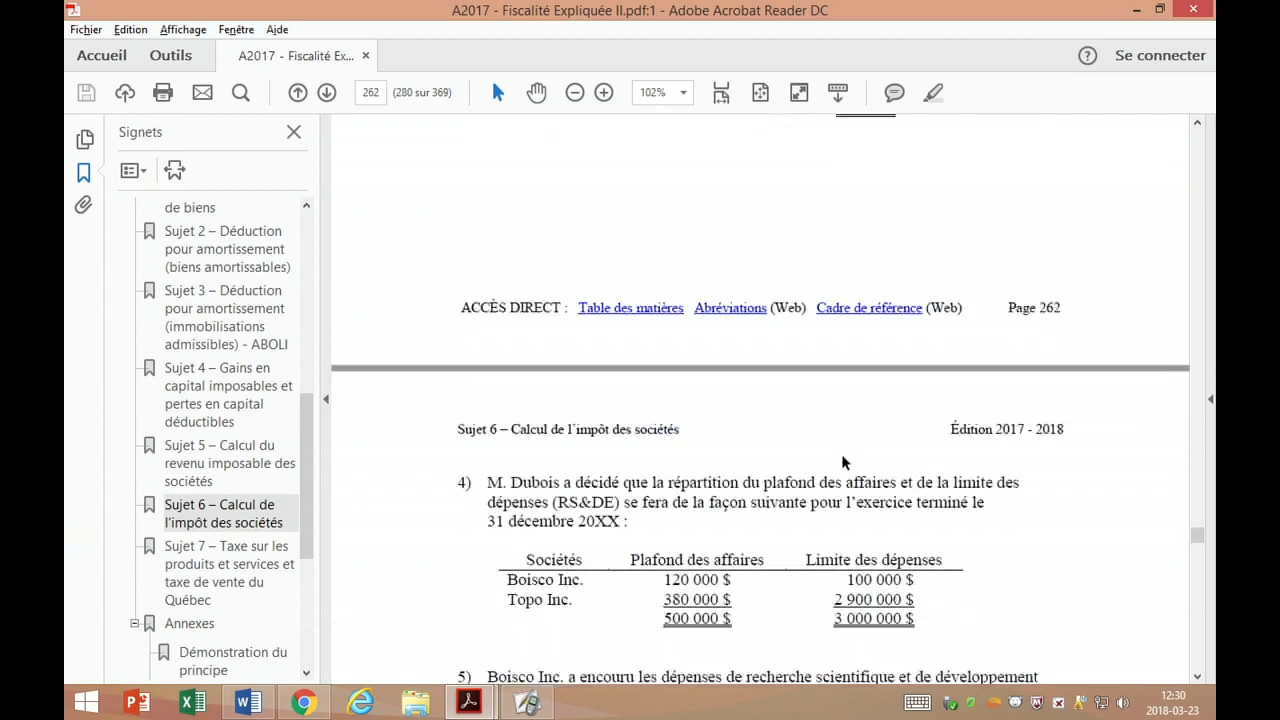 A2017 - Fiscalité Expliquée II.pdf:1 - Adobe Acrobat Reader DC
Fichier Edition Affichage Fenêtre Aide
Accueil Outils A2017 - Fiscalité Ex... × ? Se connecter
262 (280 sur 369) 102%
Signets
de biens
Sujet 2 – Déduction
pour amortissement
(biens amortissables)
Sujet 3 – Déduction
pour amortissement
(immobilisations
admissibles) - ABOLI
Sujet 4 – Gains en
capital imposables et
pertes en capital
déductibles
Sujet 5 – Calcul du
revenu imposable des
sociétés
Sujet 6 – Calcul de
l'impôt des sociétés
Sujet 7 – Taxe sur les
produits et services et
taxe de vente du
Québec
Annexes
Démonstration du
principe
ACCÈS DIRECT : Table des matières Abréviations (Web) Cadre de référence (Web) Page 262
Sujet 6 – Calcul de l'impôt des sociétés Édition 2017 - 2018
4) M. Dubois a décidé que la répartition du plafond des affaires et de la limite des
dépenses (RS&DE) se fera de la façon suivante pour l'exercice terminé le
31 décembre 20XX :
Sociétés Plafond des affaires Limite des dépenses
Boisco Inc. 120 000 $ 100 000 $
Topo Inc. 380 000 $ 2 900 000 $
500 000 $ 3 000 000 $
5) Boisco Inc. a encouru les dépenses de recherche scientifique et de développement
12:30
2018-03-23